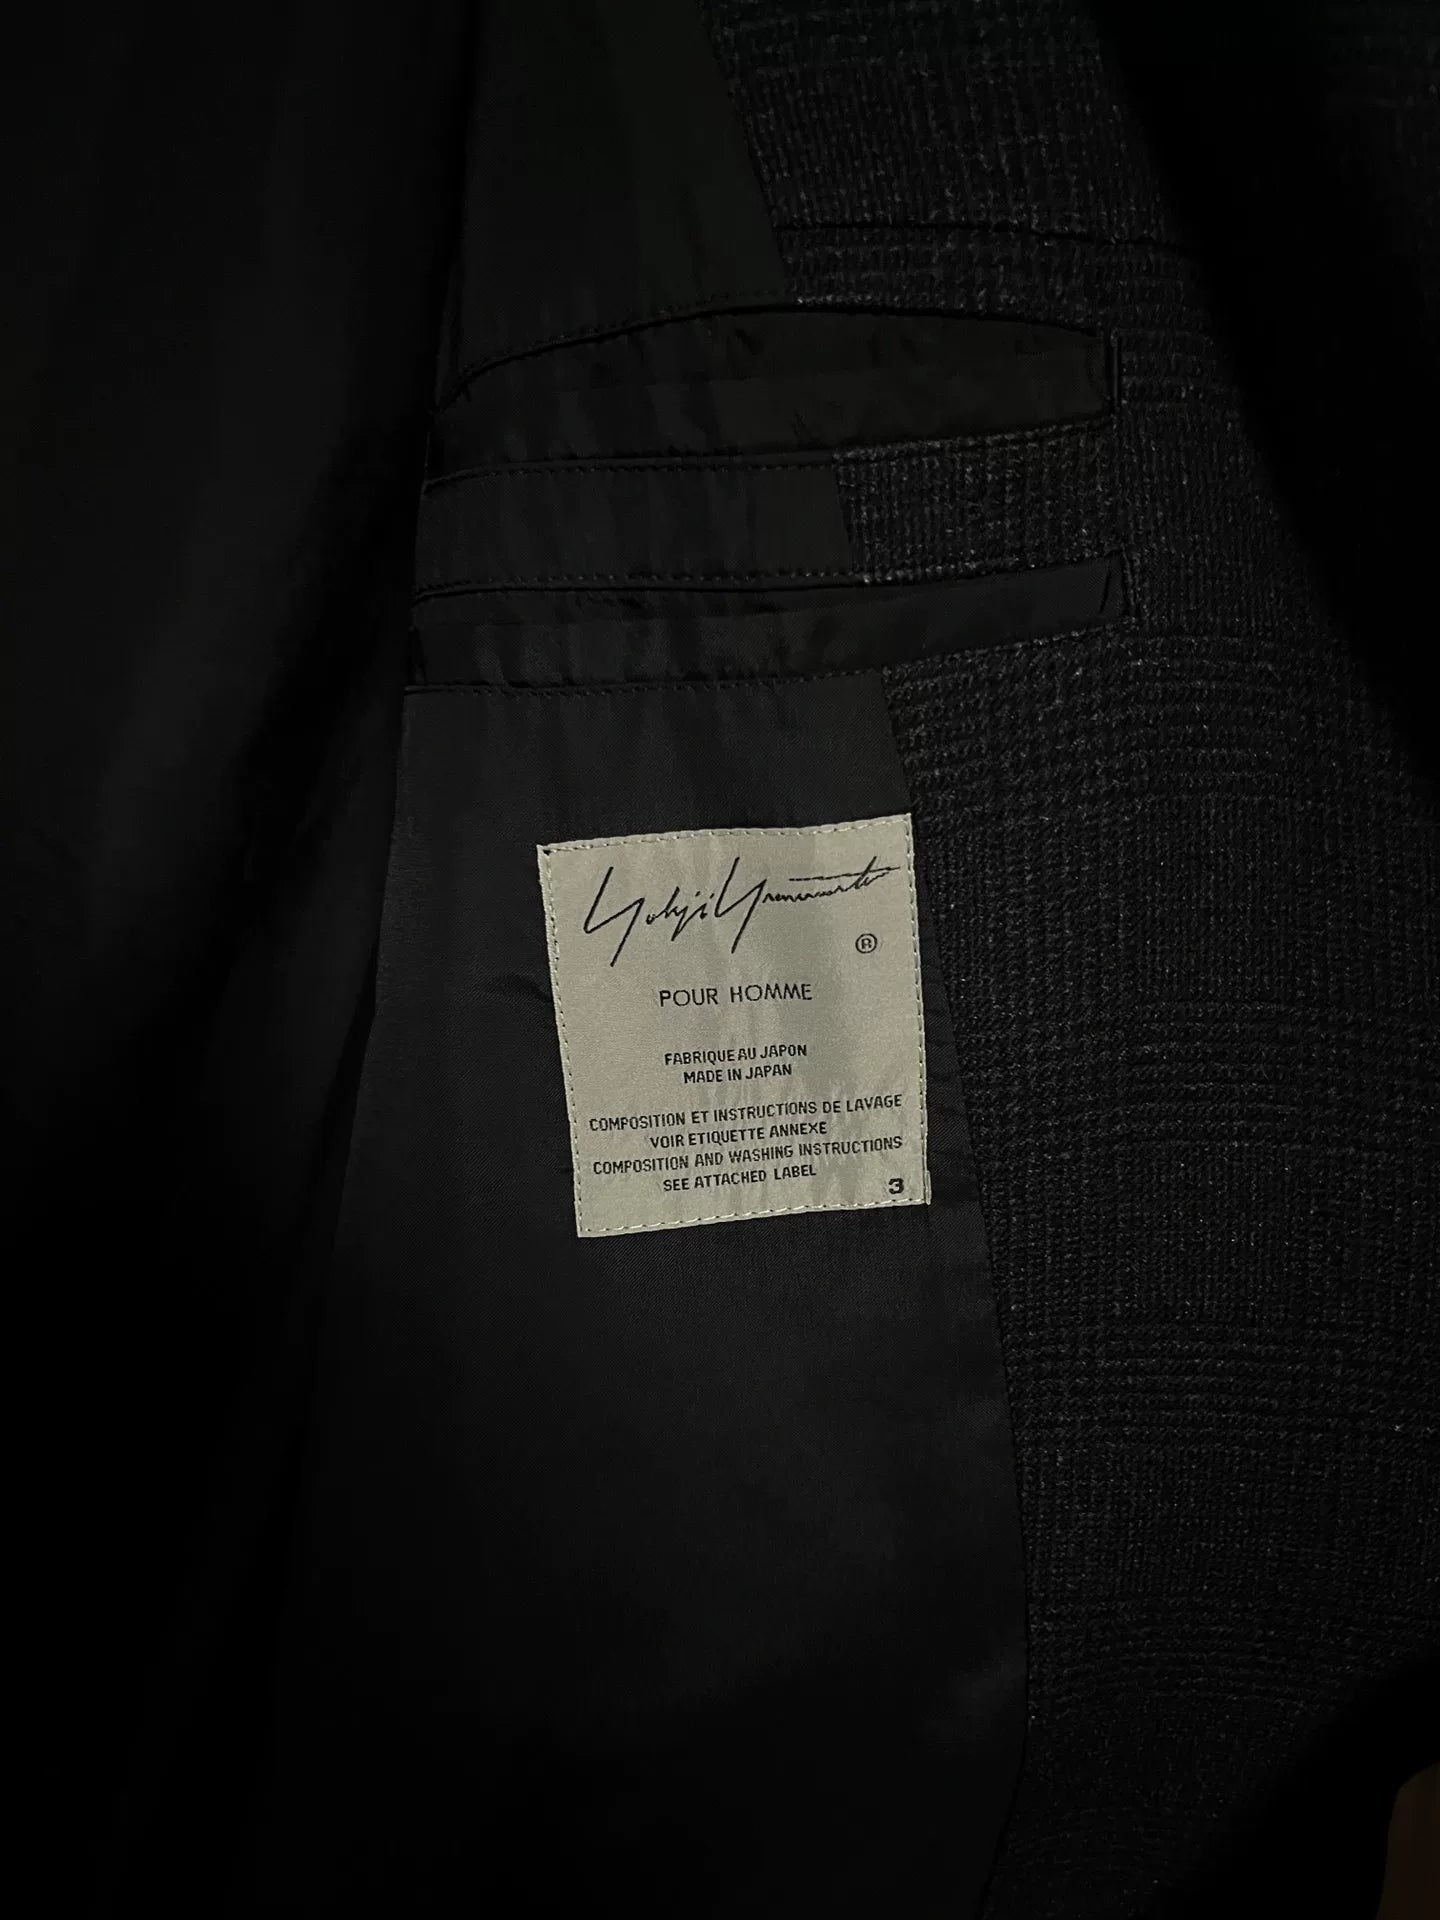 Yohji Yamamoto
®
POUR HOMME
FABRIQUE AU JAPON
MADE IN JAPAN
COMPOSITION ET INSTRUCTIONS DE LAVAGE
VOIR ETIQUETTE ANNEXE
COMPOSITION AND WASHING INSTRUCTIONS
SEE ATTACHED LABEL
3